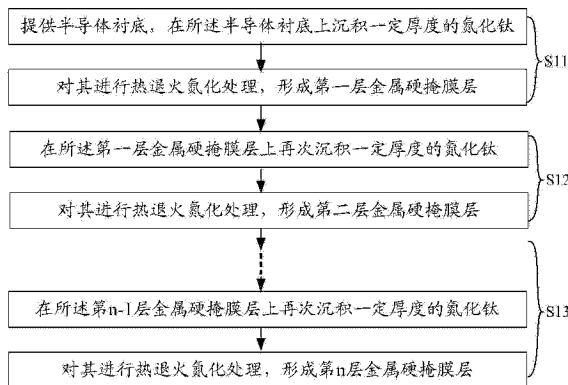 提供半导体衬底，在所述半导体衬底上沉积一定厚度的氮化钛
S11
对其进行热退火氮化处理，形成第一层金属硬掩膜层
在所述第一层金属硬掩膜层上再次沉积一定厚度的氮化钛
S12
对其进行热退火氮化处理，形成第二层金属硬掩膜层
在所述第n-1层金属硬掩膜层上再次沉积一定厚度的氮化钛
S13
对其进行热退火氮化处理，形成第n层金属硬掩膜层